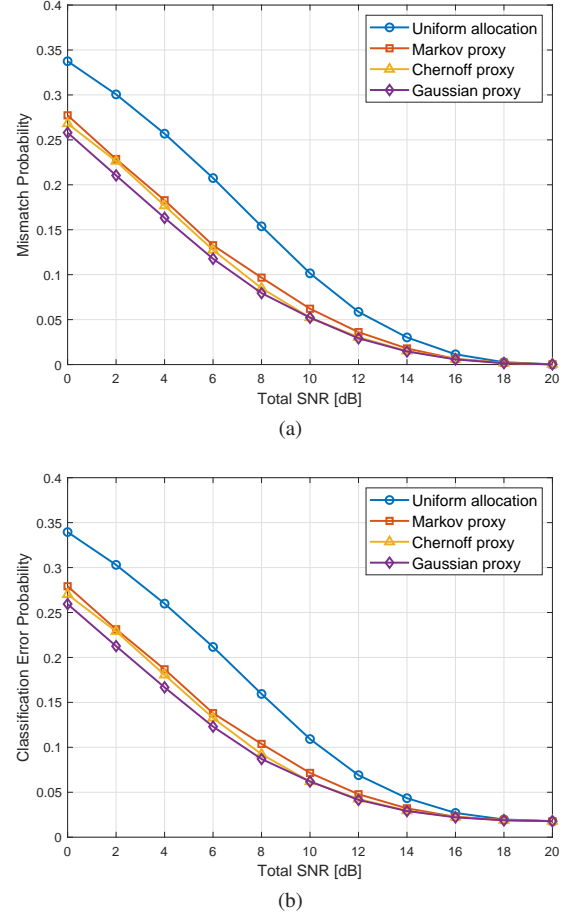 0.4
0.35
0.3
0.25
0.2
0.15
0.1
0.05
0
Mismatch Probability
Uniform allocation
Markov proxy
Chernoff proxy
Gaussian proxy
0 2 4 6 8 10 12 14 16 18 20
Total SNR [dB]
(a)
0.4
0.35
0.3
0.25
0.2
0.15
0.1
0.05
0
Classification Error Probability
Uniform allocation
Markov proxy
Chernoff proxy
Gaussian proxy
0 2 4 6 8 10 12 14 16 18 20
Total SNR [dB]
(b)